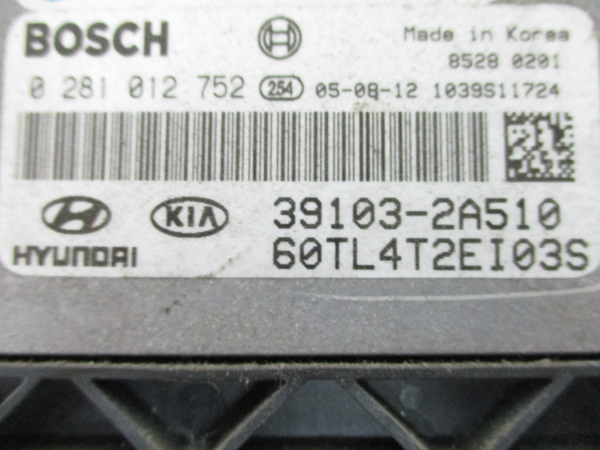 BOSCH
Made in Korea
8528 0201
0 281 012 752 254 05-08-12 1039S11724
HYUNDAI
KIA
39103-2A510
60TL4T2EI03S